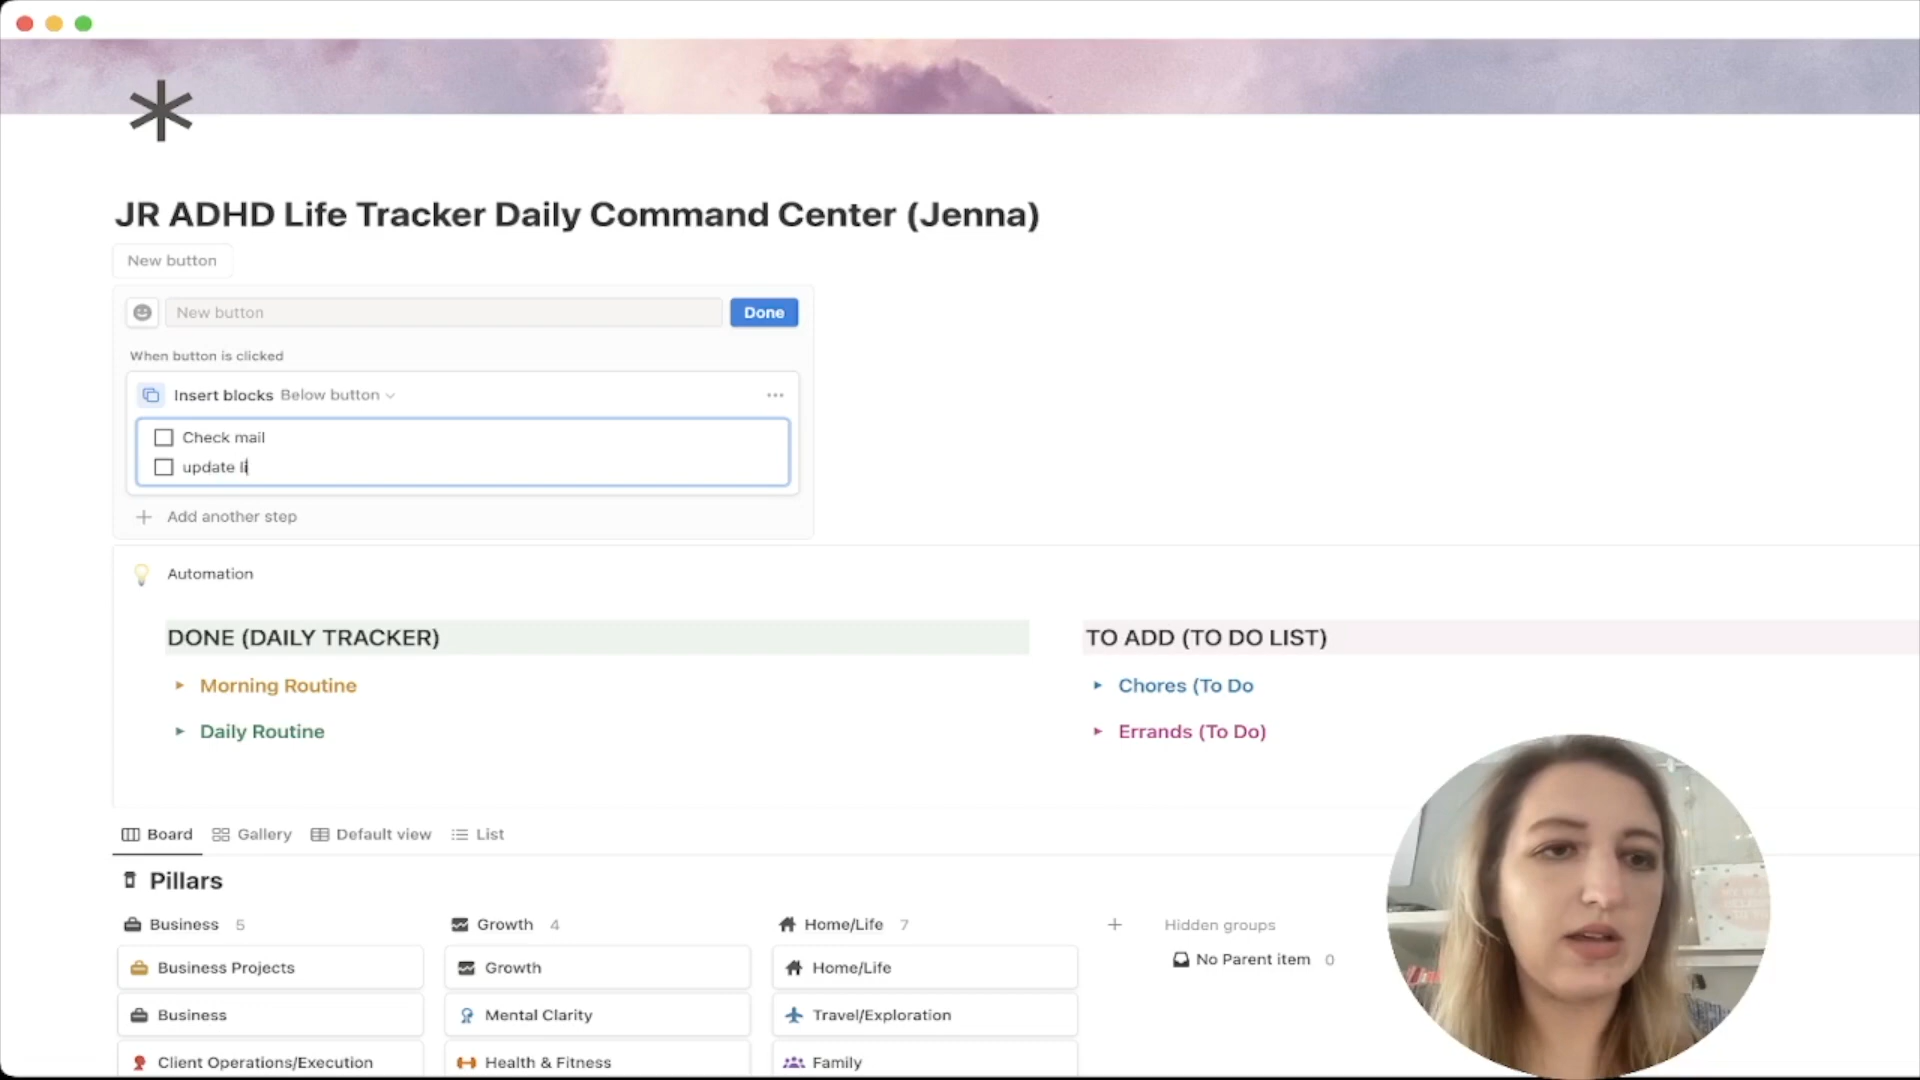 JR ADHD Life Tracker Daily Command Center (Jenna)
New button
New button
Done
When button is clicked
Insert blocks Below button
Check mail
update li
Add another step
Automation
DONE (DAILY TRACKER)
TO ADD (TO DO LIST)
Morning Routine
Chores (To Do
Daily Routine
Errands (To Do)
Board Gallery Default view List
Pillars
Business 5
Growth 4
Home/Life 7
Hidden groups
Business Projects
Growth
Home/Life
No Parent item 0
Business
Mental Clarity
Travel/Exploration
Client Operations/Execution
Health & Fitness
Family